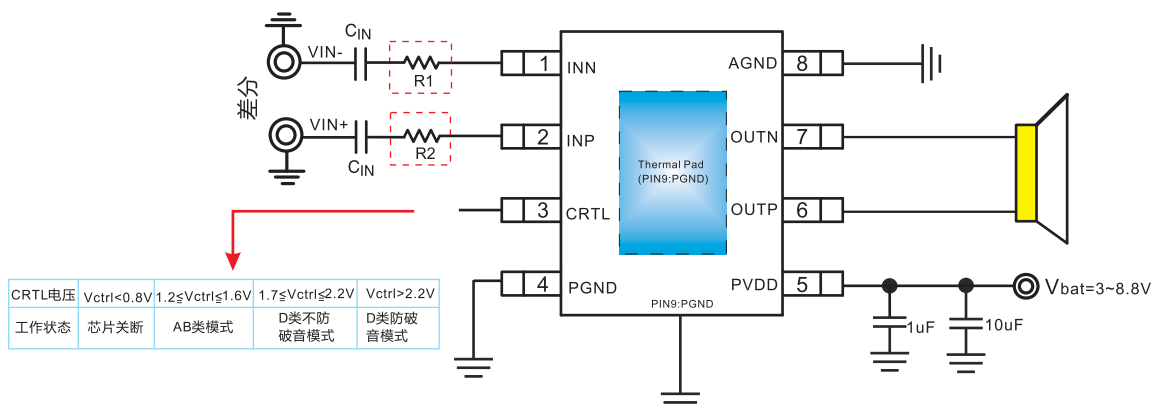 差分
VIN-
CIN
R1
VIN+
CIN
R2
1
INN
2
INP
3
CRTL
4
PGND
Thermal Pad
(PIN9:PGND)
PIN9:PGND
AGND
8
OUTN
7
OUTP
6
PVDD
5
Vbat=3~8.8V
1uF
10uF
CRTL电压
Vctrl<0.8V
1.2≦Vctrl≦1.6V
1.7≦Vctrl≦2.2V
Vctrl>2.2V
工作状态
芯片关断
AB类模式
D类不防
破音模式
D类防破
音模式